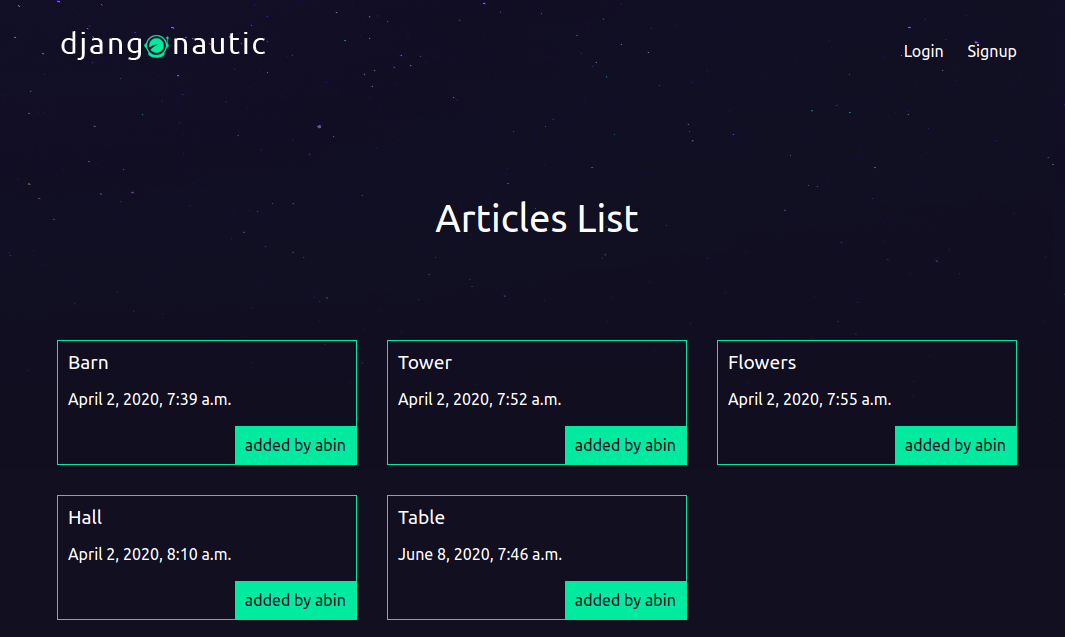 djangonautic
Login Signup
Articles List
Barn
April 2, 2020, 7:39 a.m.
added by abin
Tower
April 2, 2020, 7:52 a.m.
added by abin
Flowers
April 2, 2020, 7:55 a.m.
added by abin
Hall
April 2, 2020, 8:10 a.m.
added by abin
Table
June 8, 2020, 7:46 a.m.
added by abin